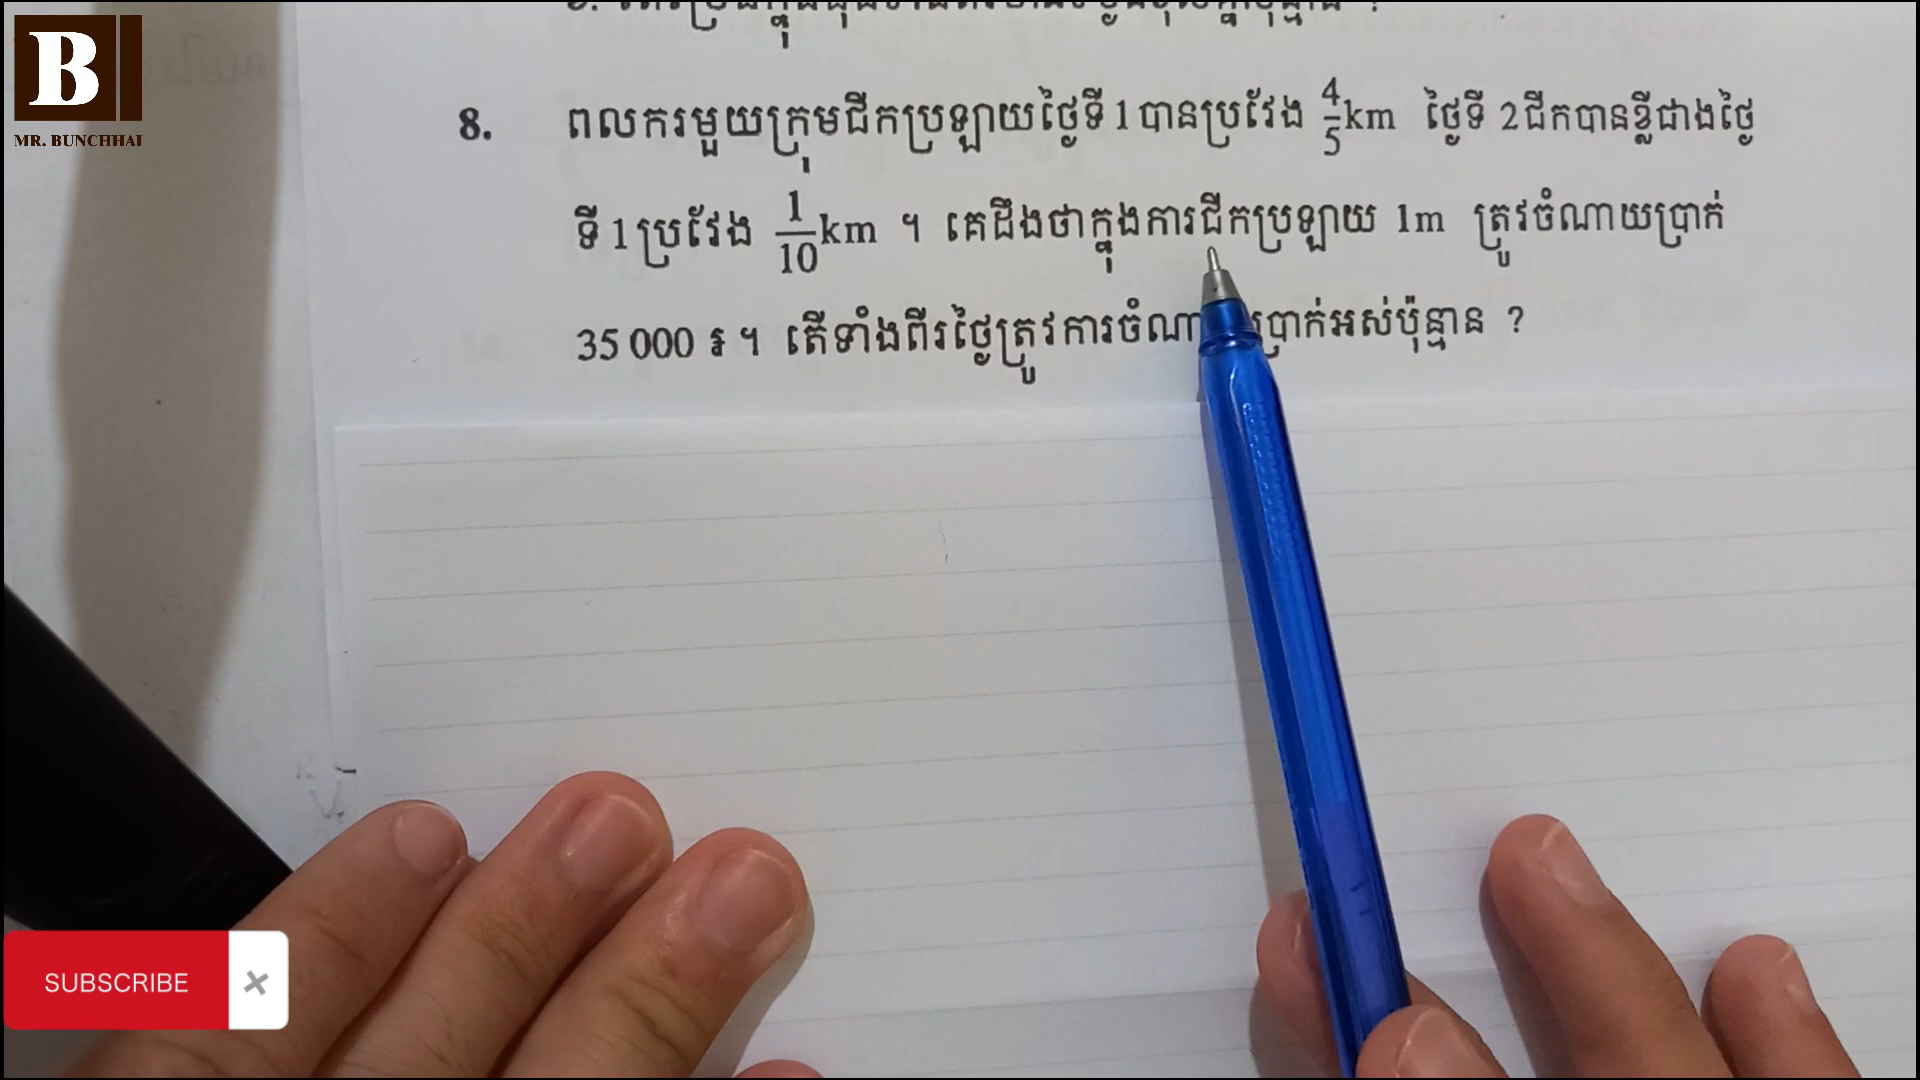 B
MR. BUNCHHAI
8. ពលករមួយក្រុមជីកប្រឡាយថ្ងៃទី 1 បានប្រវែង 4/5 km ថ្ងៃទី 2 ជីកបានខ្លីជាងថ្ងៃ
ទី 1 ប្រវែង 1/10 km ។ គេដឹងថាក្នុងការជីកប្រឡាយ 1m ត្រូវចំណាយប្រាក់
35 000 ៛ ។ តើទាំងពីរថ្ងៃត្រូវការចំណា ប្រាក់អស់ប៉ុន្មាន ?
SUBSCRIBE